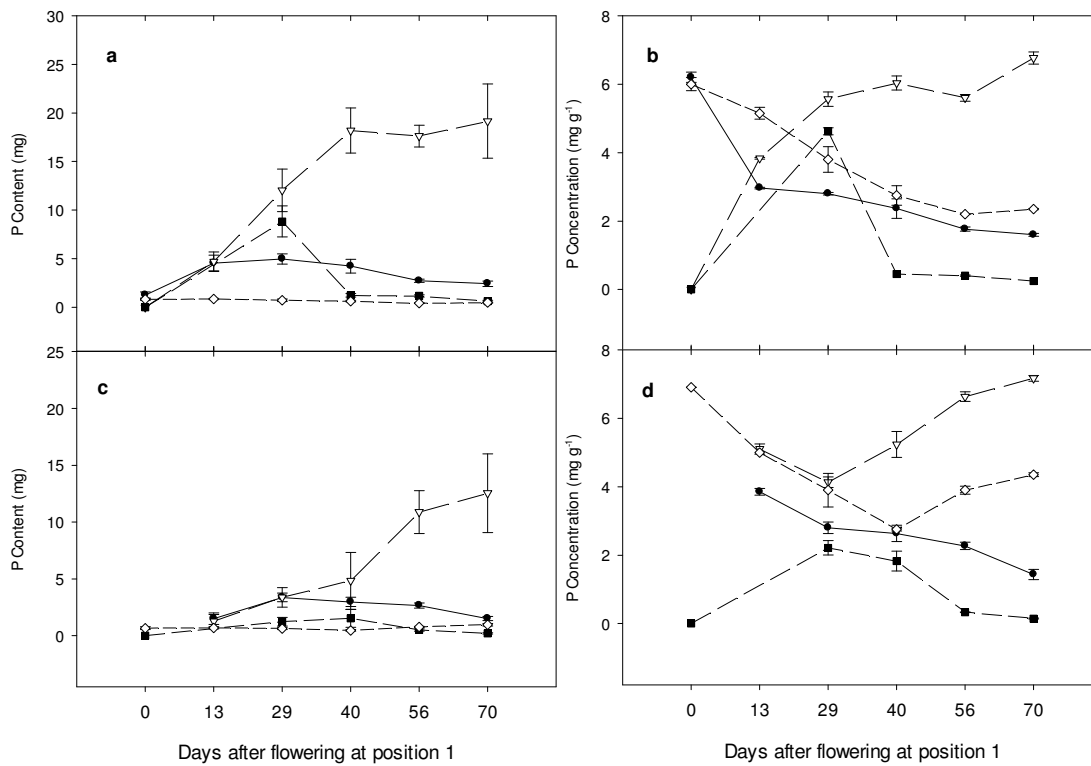 30
25
20
15
10
5
0
P Content (mg)
a
8
6
4
2
0
P Concentration (mg g-1)
b
25
20
15
10
5
0
P Content (mg)
c
0 13 29 40 56 70
Days after flowering at position 1
8
6
4
2
0
P Concentration (mg g-1)
d
0 13 29 40 56 70
Days after flowering at position 1